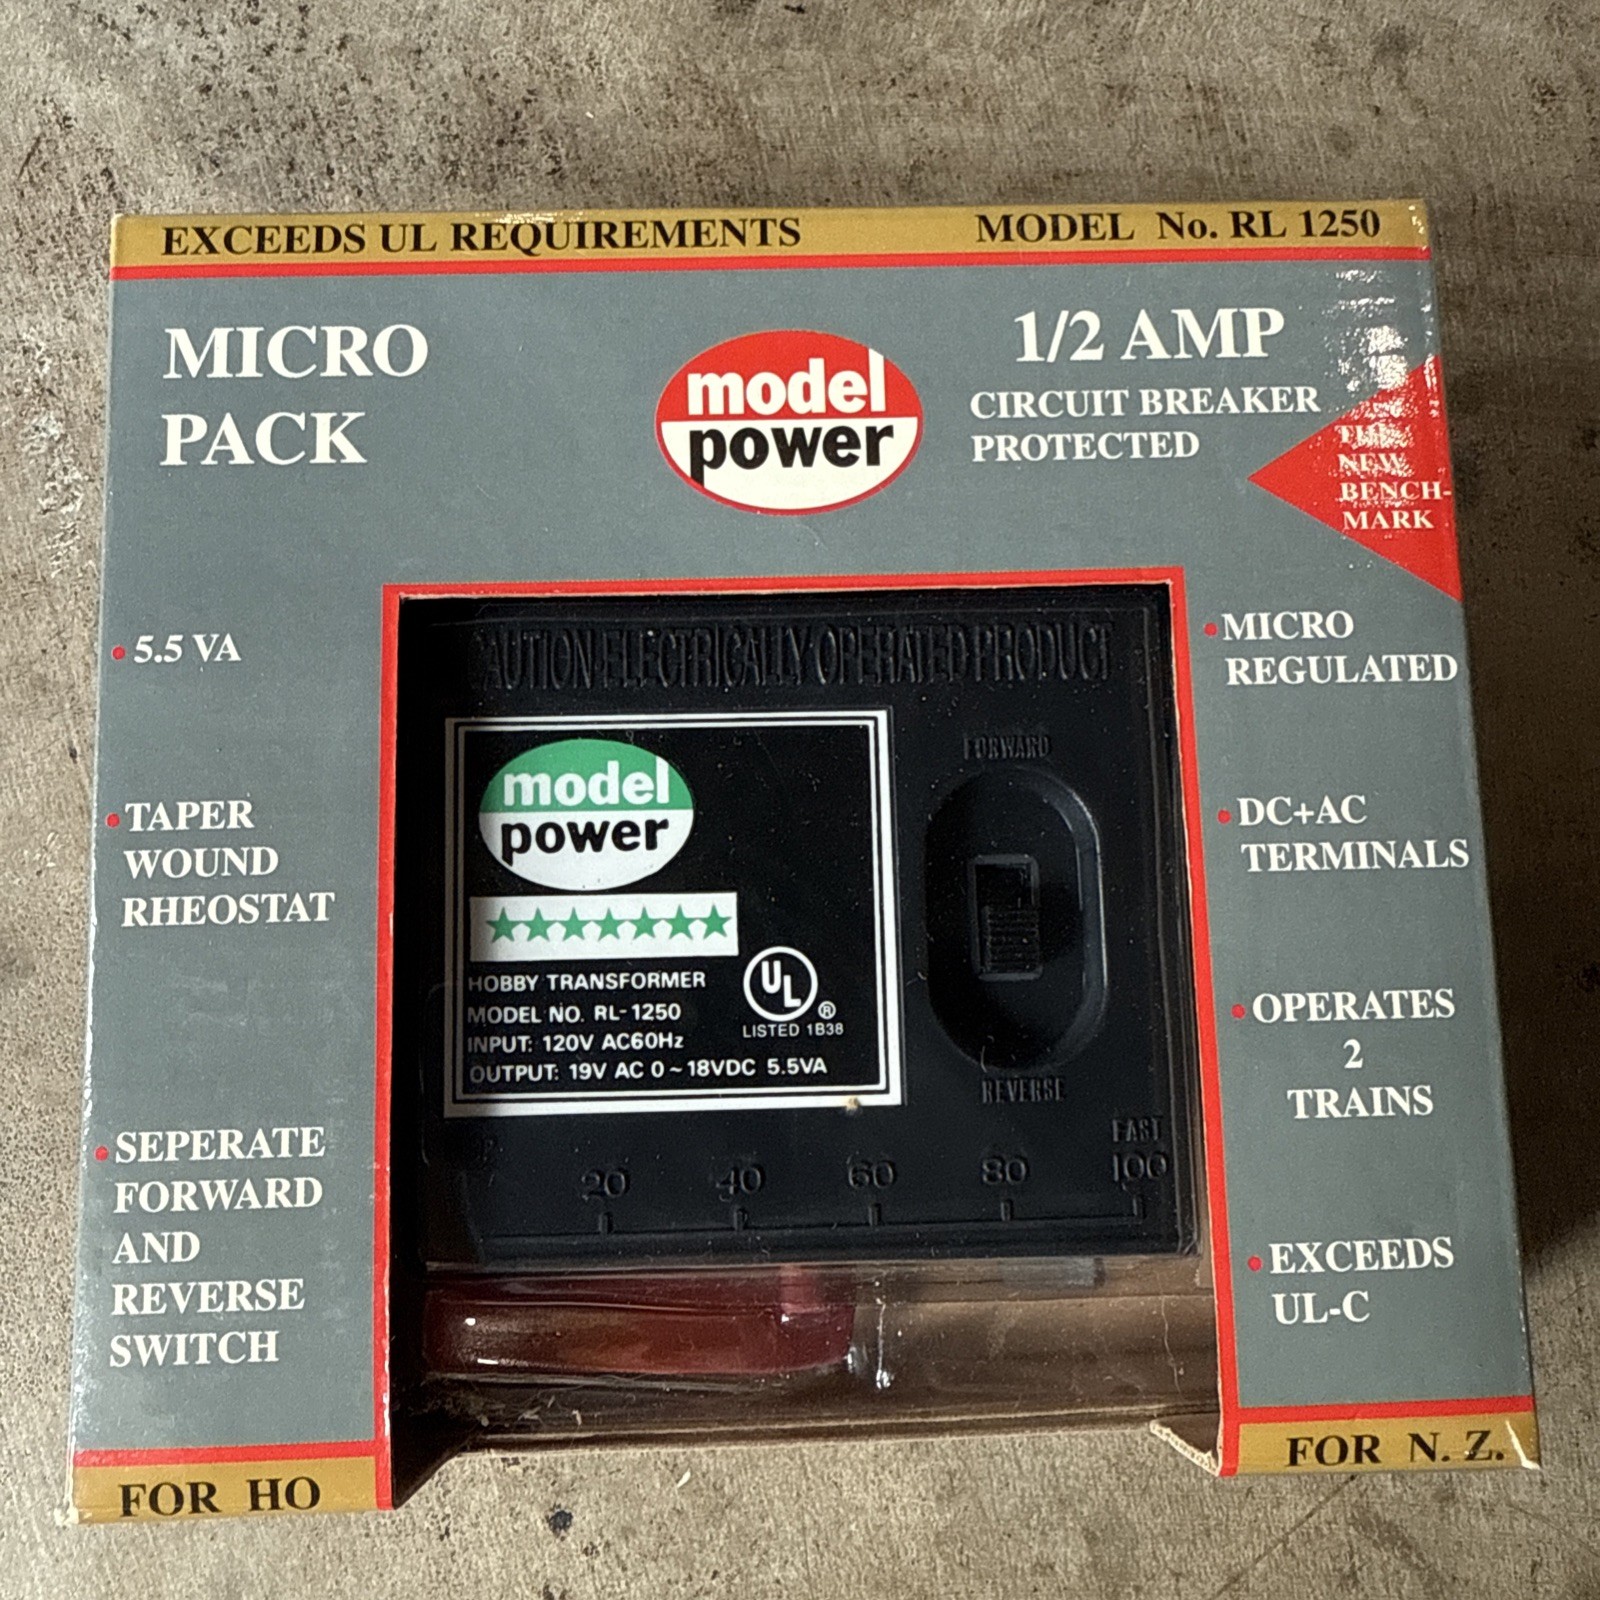 EXCEEDS UL REQUIREMENTS
MODEL No. RL 1250
MICRO
PACK
model
power
1/2 AMP
CIRCUIT BREAKER
PROTECTED
THE
NEW
BENCH-
MARK
5.5 VA
TAPER
WOUND
RHEOSTAT
SEPERATE
FORWARD
AND
REVERSE
SWITCH
AUTION-ELECTRICALLY OPERATED PRODUCT
model
power
HOBBY TRANSFORMER
MODEL NO. RL-1250
INPUT: 120V AC60Hz
OUTPUT: 19V AC 0~18VDC 5.5VA
UL
®
LISTED 1B38
FORWARD
REVERSE
FAST
20 40 60 80 100
MICRO
REGULATED
DC+AC
TERMINALS
OPERATES
2
TRAINS
EXCEEDS
UL-C
FOR HO
FOR N. Z.